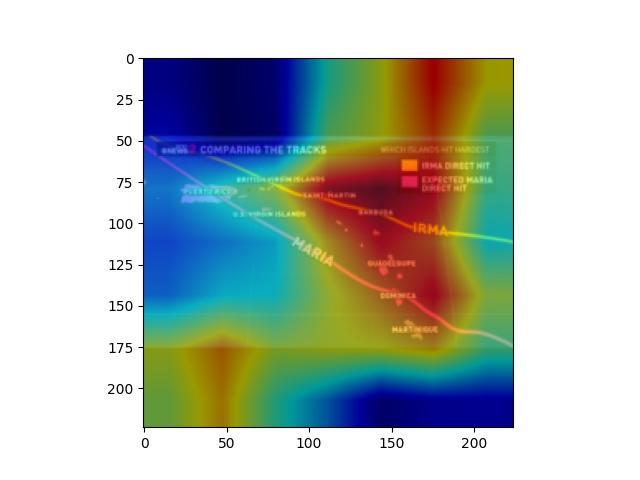 COMPARING THE TRACKS
WHICH ISLANDS HIT HARDEST
IRMA DIRECT HIT
EXPECTED MARIA
DIRECT HIT
BRITISH VIRGIN ISLANDS
PUERTO RICO
SAINT MARTIN
BARBUDA
U.S. VIRGIN ISLANDS
IRMA
MARIA
GUADELOUPE
DOMINICA
MARTINIQUE
0
25
50
75
100
125
150
175
200
0
50
100
150
200